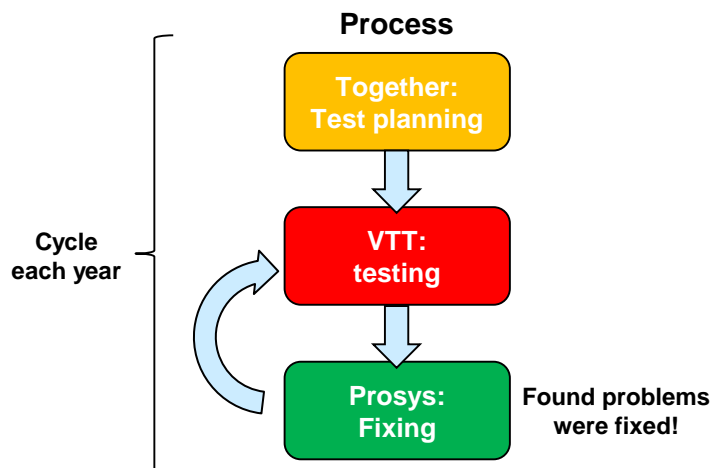 Process
Together:
Test planning
Cycle
each year
VTT:
testing
Prosys:
Fixing
Found problems
were fixed!